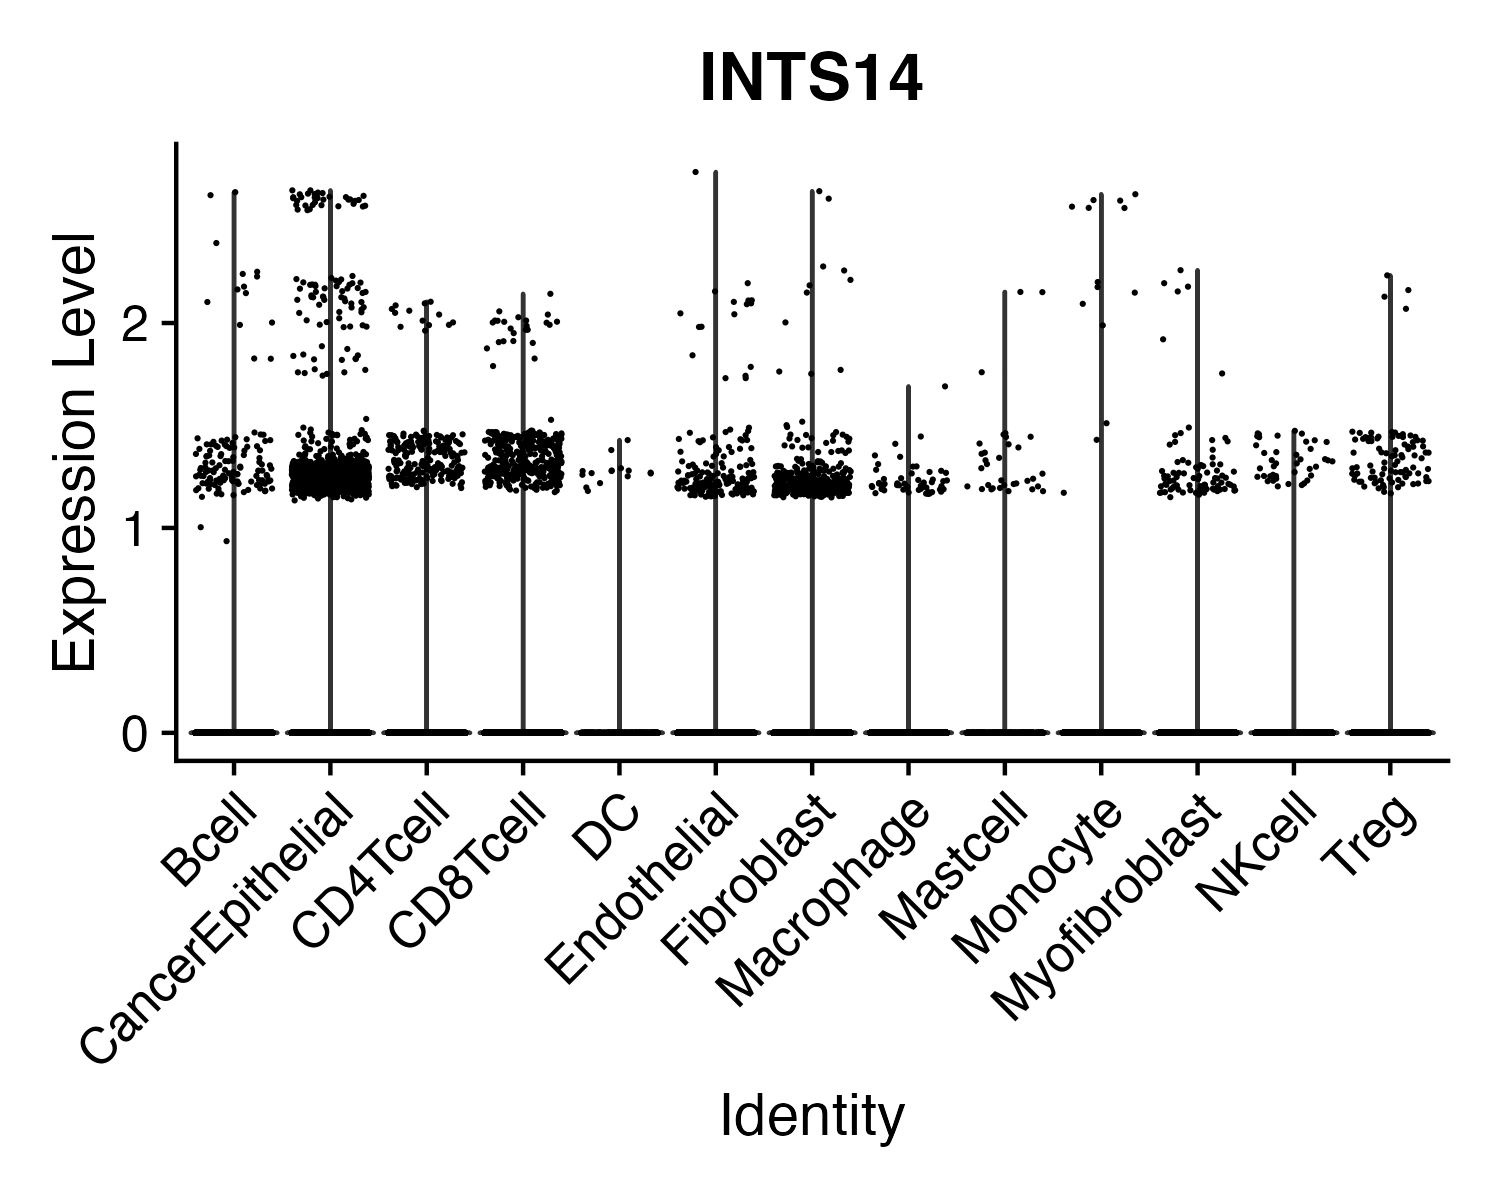 INTS14
Expression Level
2
1
0
Bcell
CancerEpithelial
CD4Tcell
CD8Tcell
DC
Endothelial
Fibroblast
Macrophage
Mastcell
Monocyte
Myofibroblast
NKcell
Treg
Identity